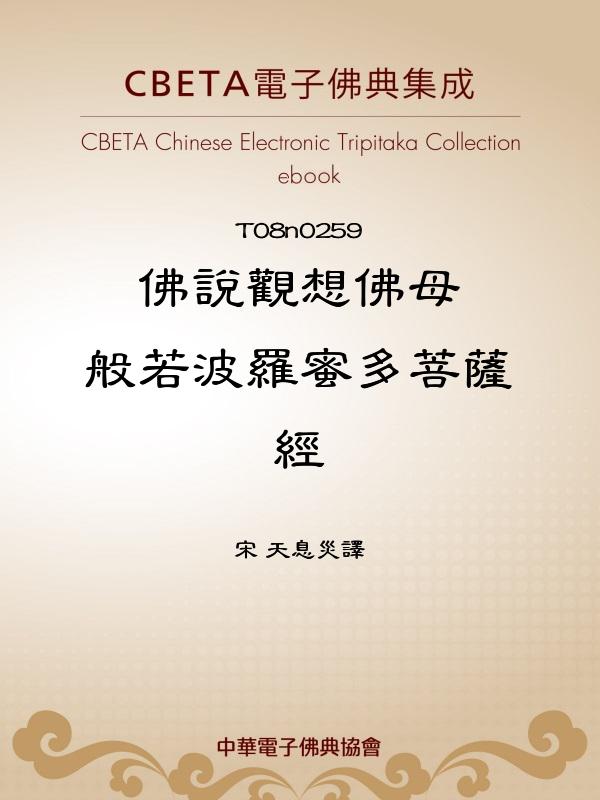 CBETA電子佛典集成
CBETA Chinese Electronic Tripitaka Collection
ebook
T08n0259
佛說觀想佛母
般若波羅蜜多菩薩
經
宋 天息災譯
中華電子佛典協會